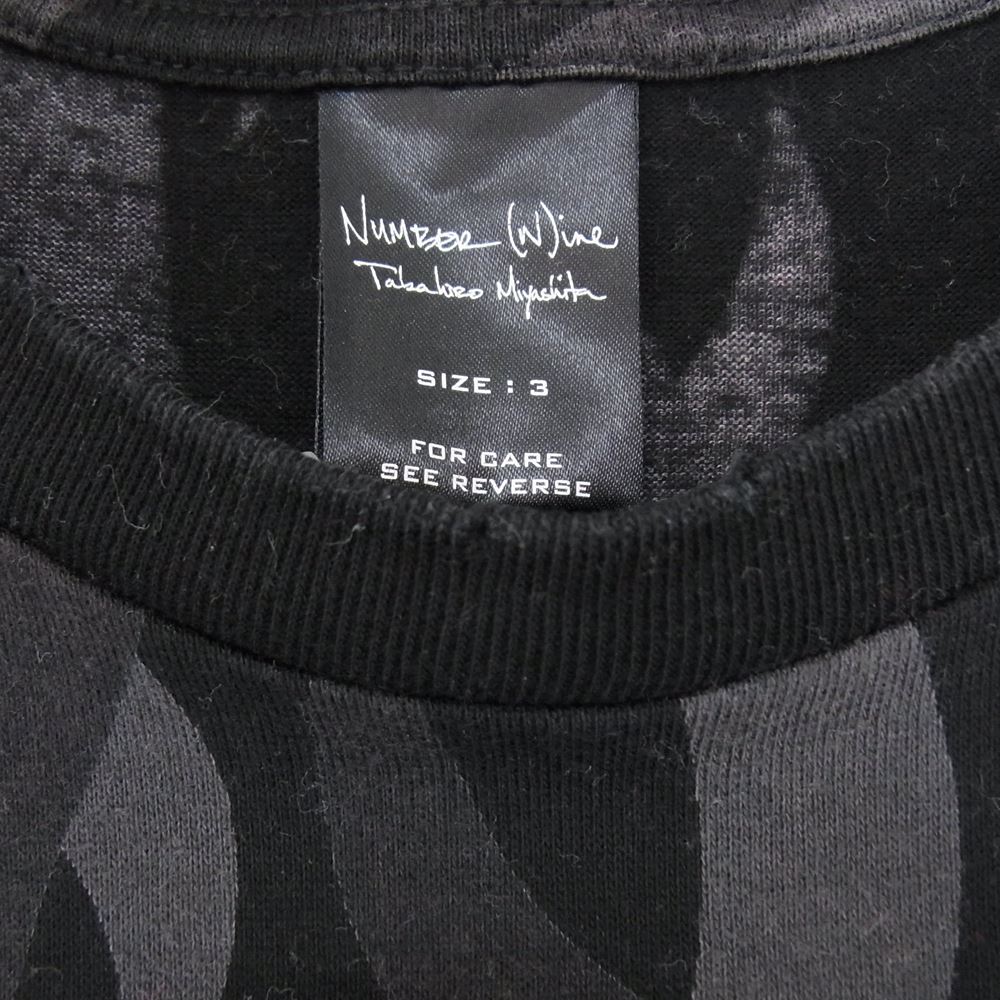 NUMBER (N)ine
Takahiro Miyashita
SIZE : 3
FOR CARE
SEE REVERSE